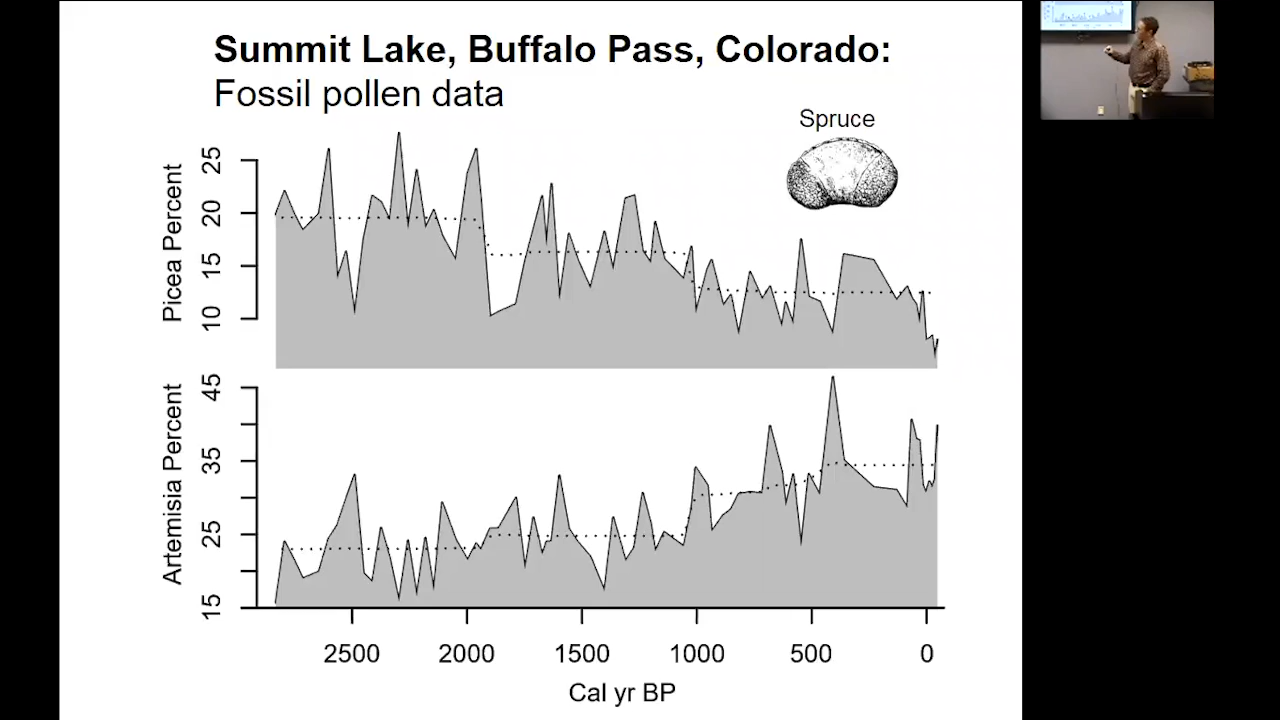 Summit Lake, Buffalo Pass, Colorado:
Fossil pollen data
Spruce
Picea Percent
25
20
15
10
Artemisia Percent
45
35
25
15
2500 2000 1500 1000 500 0
Cal yr BP